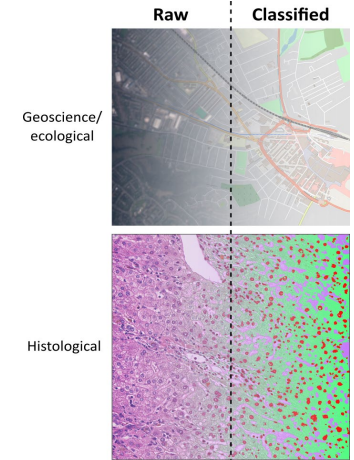 Raw
Classified
Geoscience/
ecological
Histological